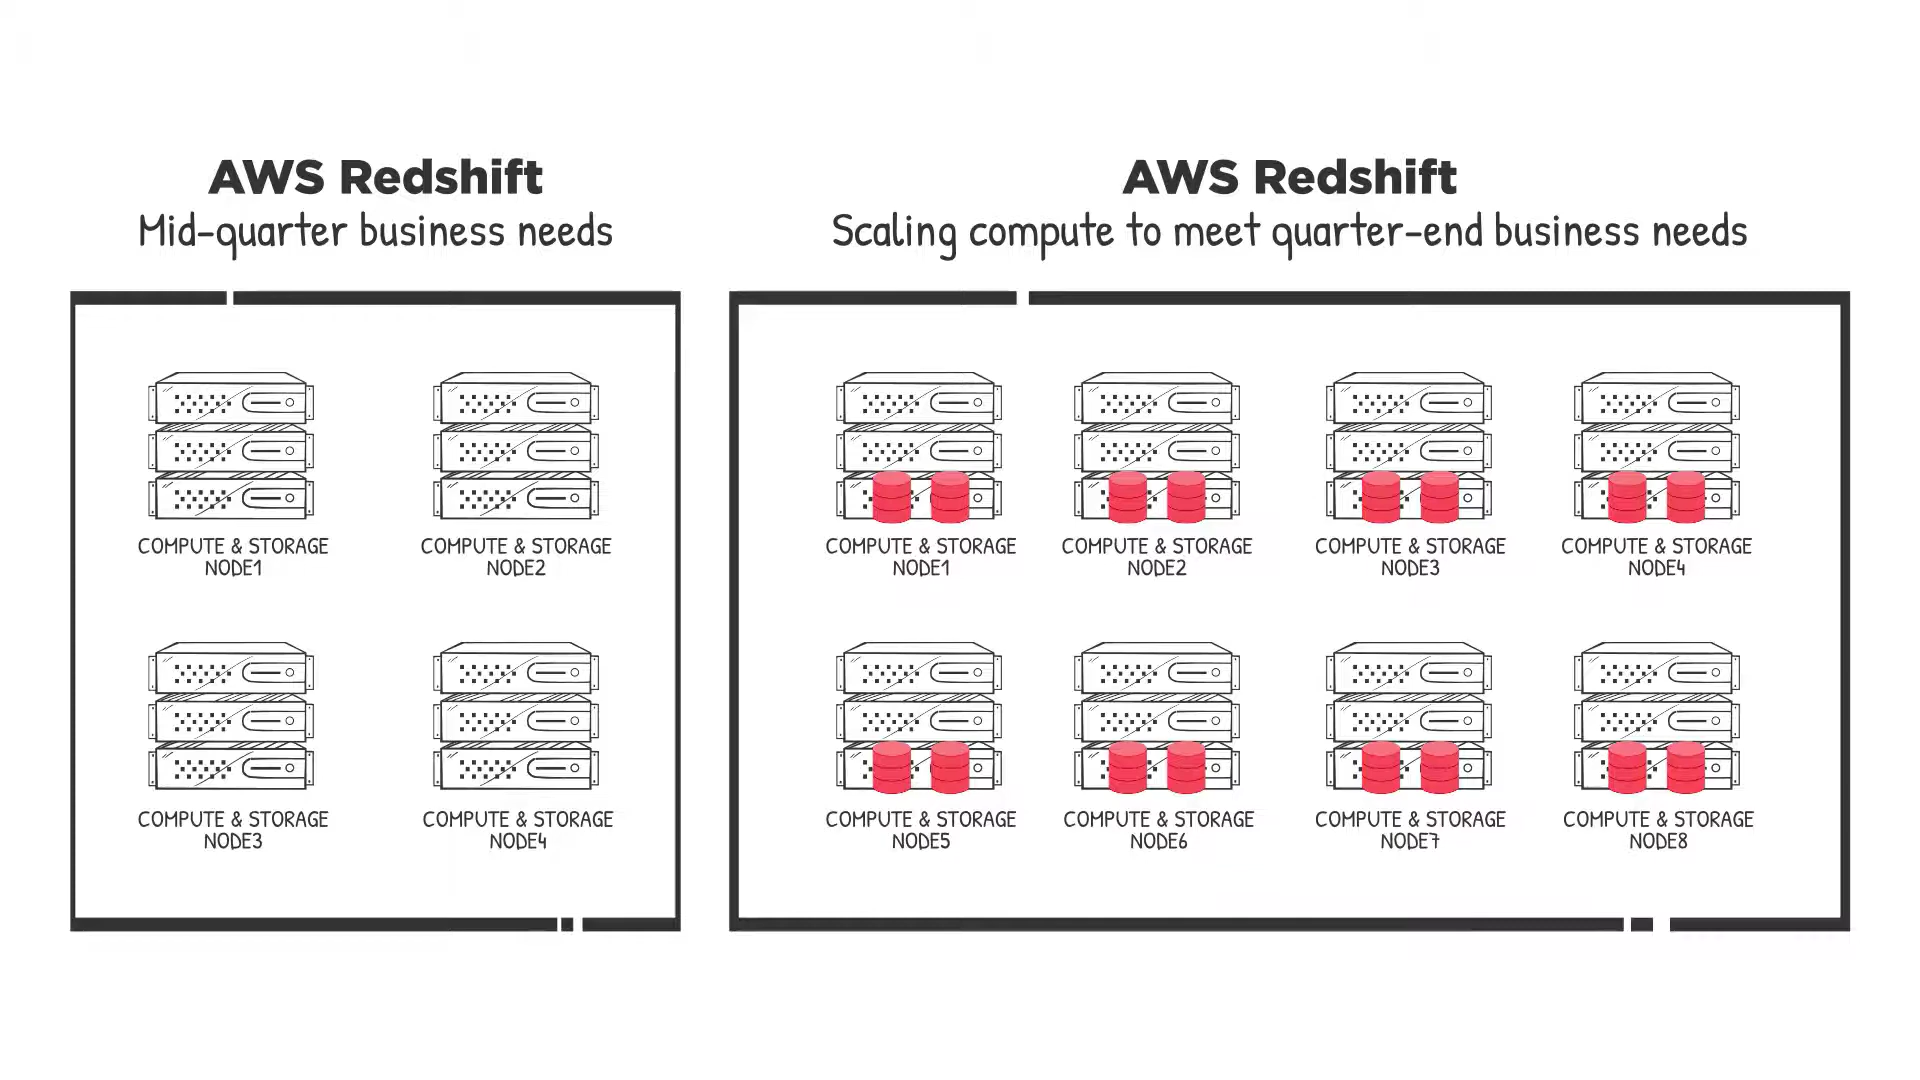 AWS Redshift
Mid-quarter business needs
COMPUTE & STORAGE
NODE1
COMPUTE & STORAGE
NODE2
COMPUTE & STORAGE
NODE3
COMPUTE & STORAGE
NODE4
AWS Redshift
Scaling compute to meet quarter-end business needs
COMPUTE & STORAGE
NODE1
COMPUTE & STORAGE
NODE2
COMPUTE & STORAGE
NODE3
COMPUTE & STORAGE
NODE4
COMPUTE & STORAGE
NODE5
COMPUTE & STORAGE
NODE6
COMPUTE & STORAGE
NODE7
COMPUTE & STORAGE
NODE8